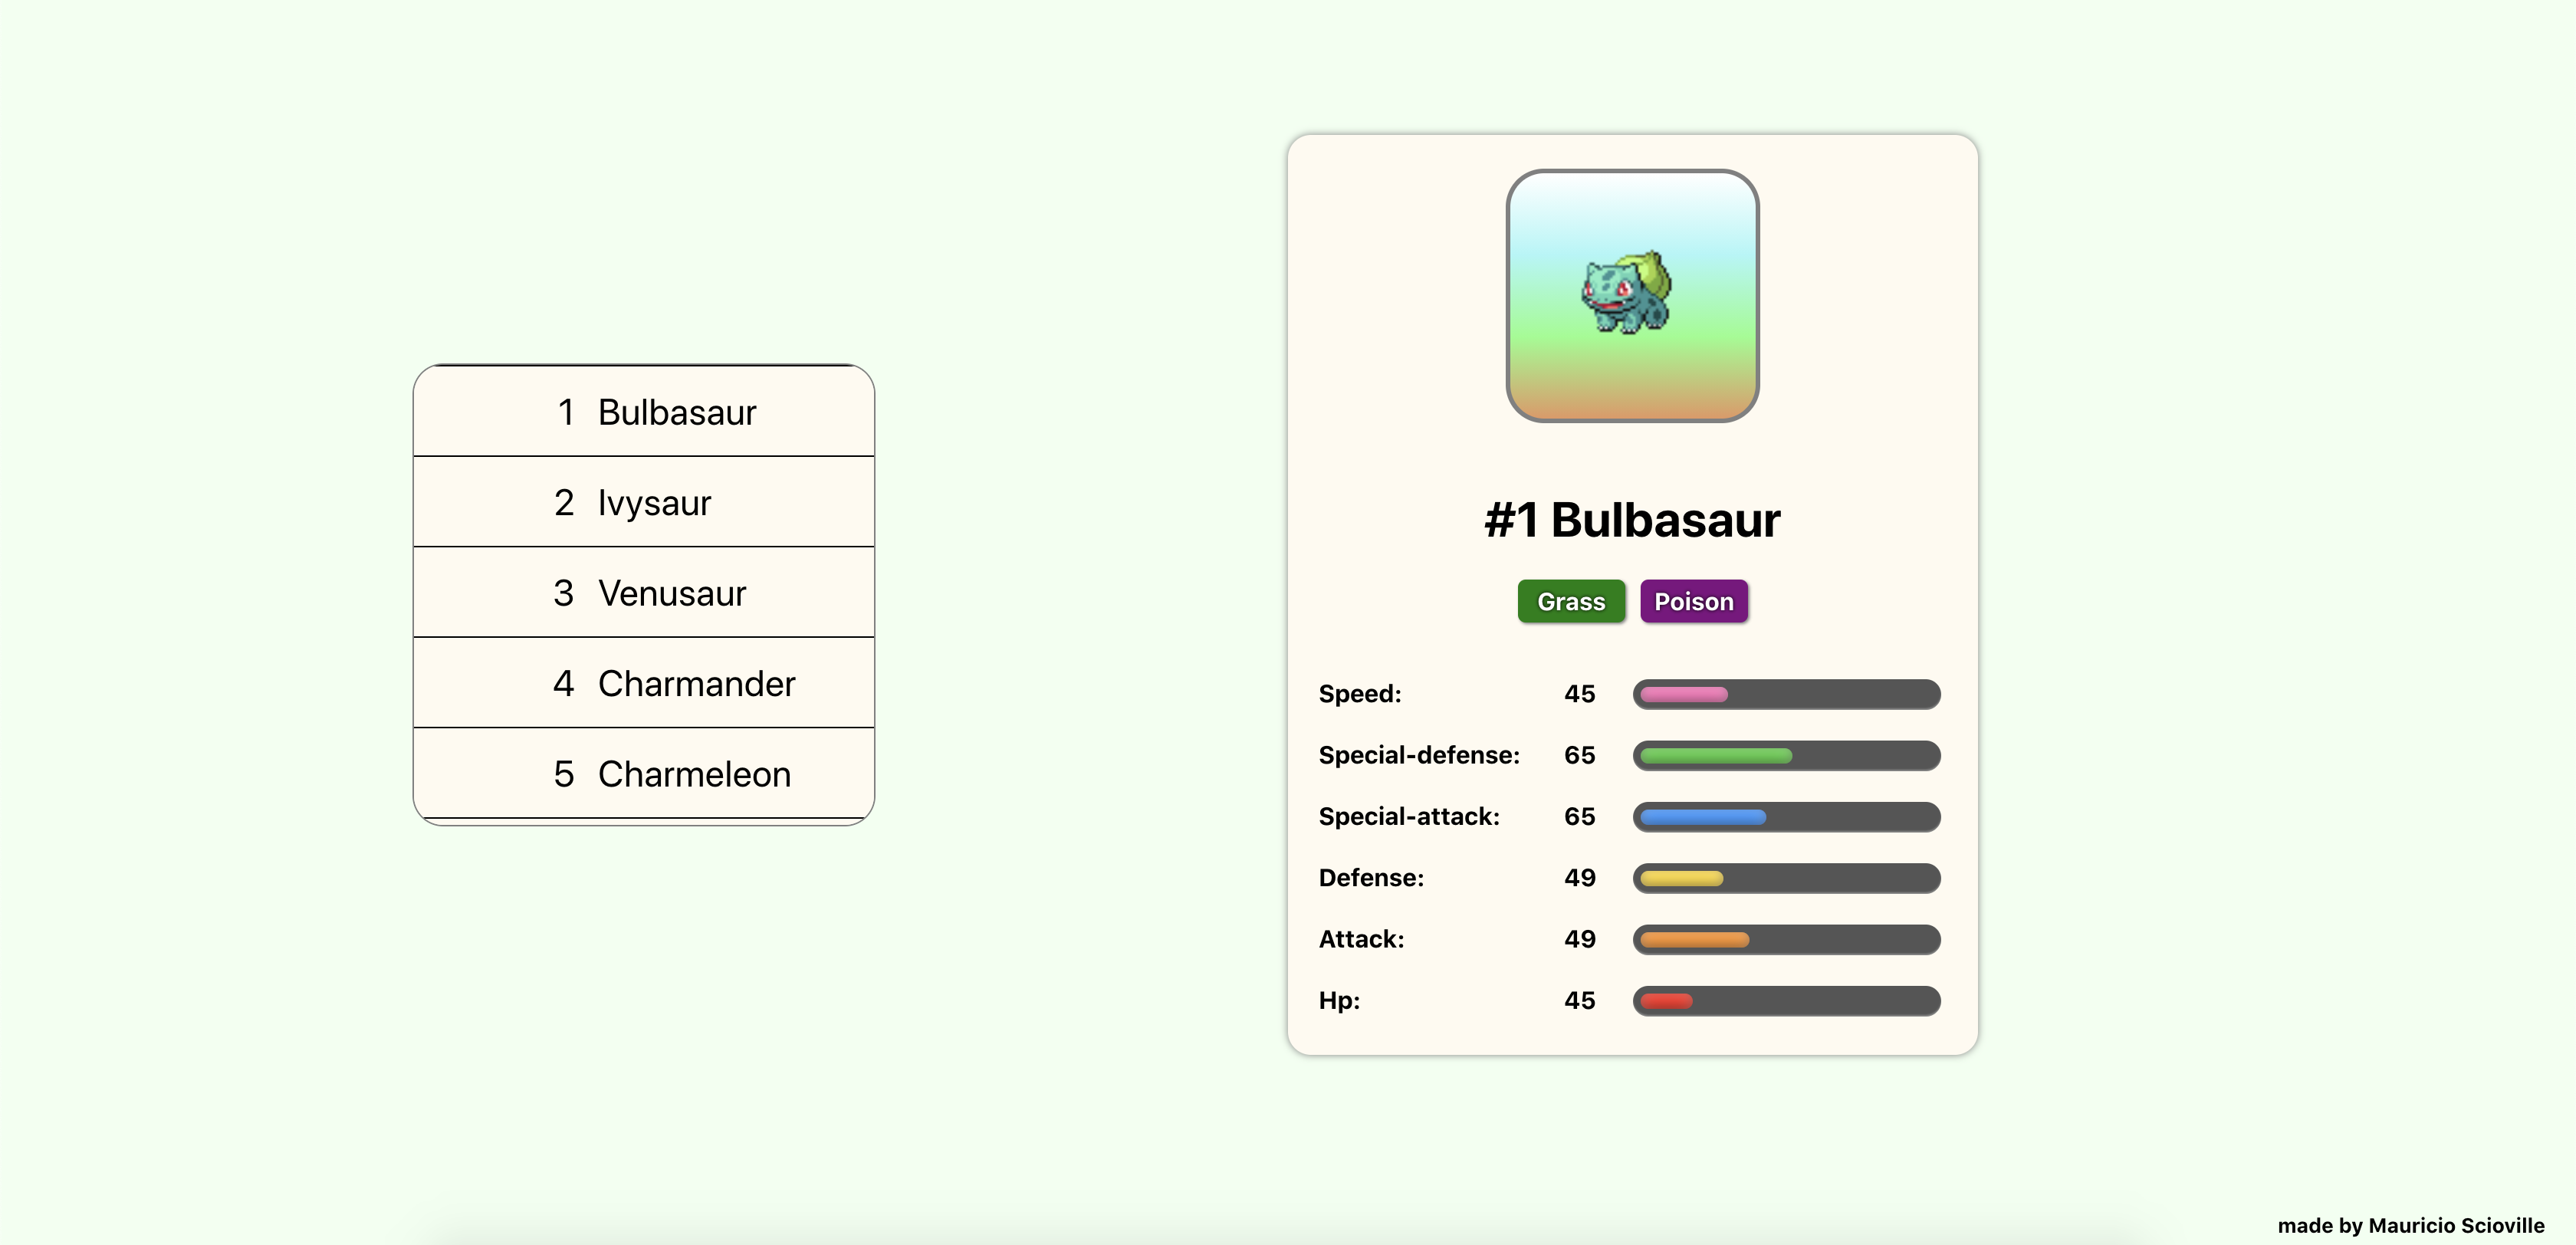 1 Bulbasaur
2 Ivysaur
3 Venusaur
4 Charmander
5 Charmeleon
#1 Bulbasaur
Grass Poison
Speed: 45
Special-defense: 65
Special-attack: 65
Defense: 49
Attack: 49
Hp: 45
made by Mauricio Scioville